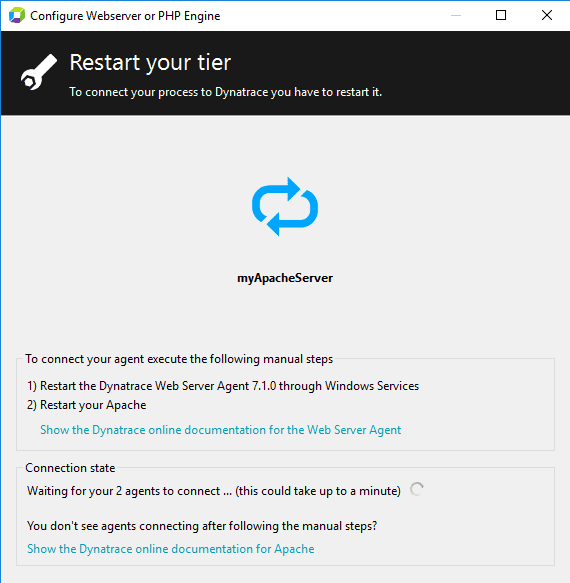 Configure Webserver or PHP Engine
Restart your tier
To connect your process to Dynatrace you have to restart it.
myApacheServer
To connect your agent execute the following manual steps
1) Restart the Dynatrace Web Server Agent 7.1.0 through Windows Services
2) Restart your Apache
Show the Dynatrace online documentation for the Web Server Agent
Connection state
Waiting for your 2 agents to connect ... (this could take up to a minute)
You don't see agents connecting after following the manual steps?
Show the Dynatrace online documentation for Apache